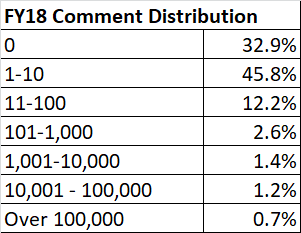 FY18 Comment Distribution
0 32.9%
1-10 45.8%
11-100 12.2%
101-1,000 2.6%
1,001-10,000 1.4%
10,001 - 100,000 1.2%
Over 100,000 0.7%